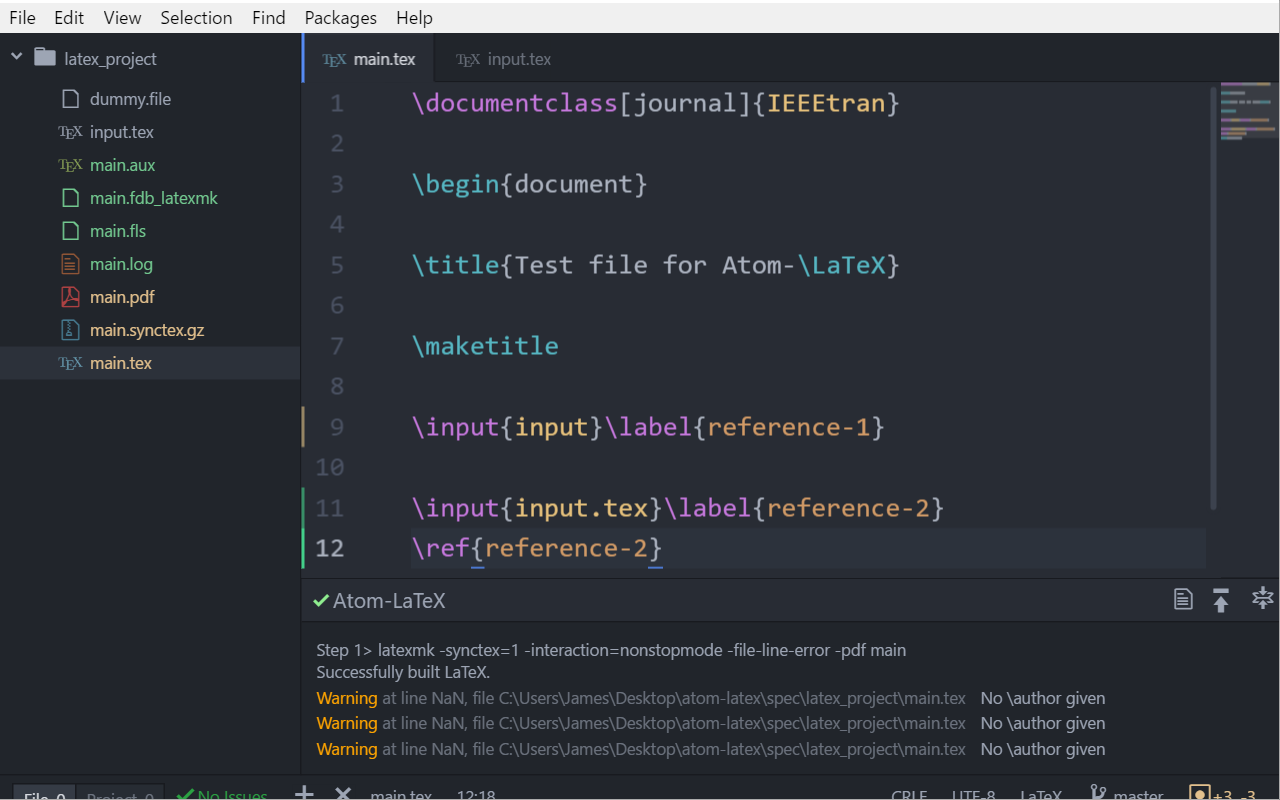 File Edit View Selection Find Packages Help
latex_project
dummy.file
TEX input.tex
TEX main.aux
main.fdb_latexmk
main.fls
main.log
main.pdf
main.synctex.gz
TEX main.tex
TEX main.tex TEX input.tex
1 \documentclass[journal]{IEEEtran}
2
3 \begin{document}
4
5 \title{Test file for Atom-\LaTeX}
6
7 \maketitle
8
9 \input{input}\label{reference-1}
10
11 \input{input.tex}\label{reference-2}
12 \ref{reference-2}
Atom-LaTeX
Step 1> latexmk -synctex=1 -interaction=nonstopmode -file-line-error -pdf main
Successfully built LaTeX.
Warning at line NaN, file C:\Users\James\Desktop\atom-latex\spec\latex_project\main.tex No \author given
Warning at line NaN, file C:\Users\James\Desktop\atom-latex\spec\latex_project\main.tex No \author given
Warning at line NaN, file C:\Users\James\Desktop\atom-latex\spec\latex_project\main.tex No \author given
File 0 Project 0 No Issues main.tex 12:18 CRLF UTF-8 LaTeX master +3, -3